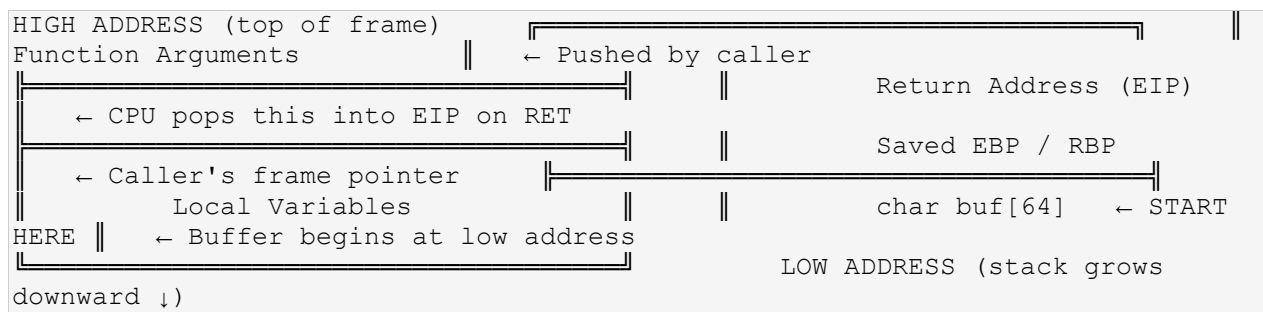 HIGH ADDRESS (top of frame)     ╔══════════════════════════════════════╗     ║
Function Arguments          ║   ← Pushed by caller
╠══════════════════════════════════════╣     ║         Return Address (EIP)
║   ← CPU pops this into EIP on RET
╠══════════════════════════════════════╣     ║         Saved EBP / RBP
║   ← Caller's frame pointer     ╠══════════════════════════════════════╣
║         Local Variables             ║     ║         char buf[64]   ← START
HERE ║   ← Buffer begins at low address
╚══════════════════════════════════════╝         LOW ADDRESS (stack grows
downward ↓)